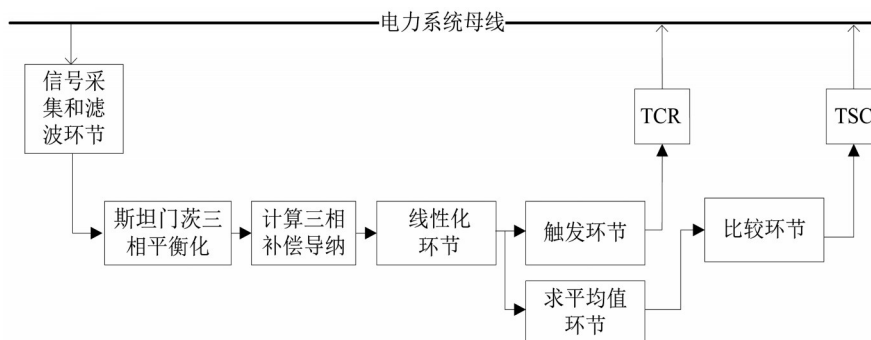 电力系统母线
信号采
集和滤
波环节
TCR
TSC
斯坦门茨三
相平衡化
计算三相
补偿导纳
线性化
环节
触发环节
比较环节
求平均值
环节